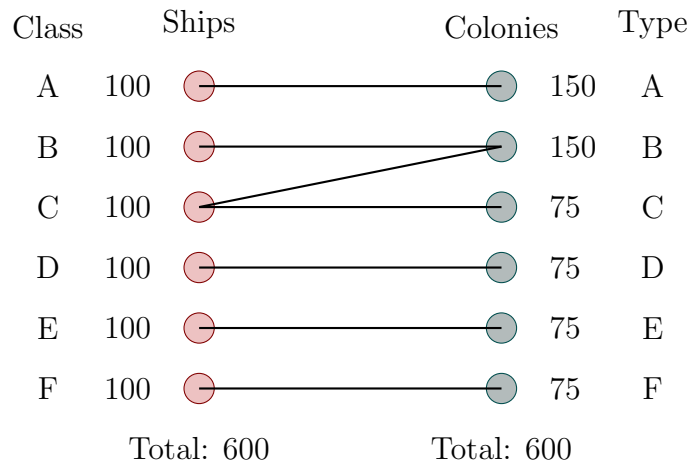 Class Ships Colonies Type
A 100 150 A
B 100 150 B
C 100 75 C
D 100 75 D
E 100 75 E
F 100 75 F
Total: 600 Total: 600